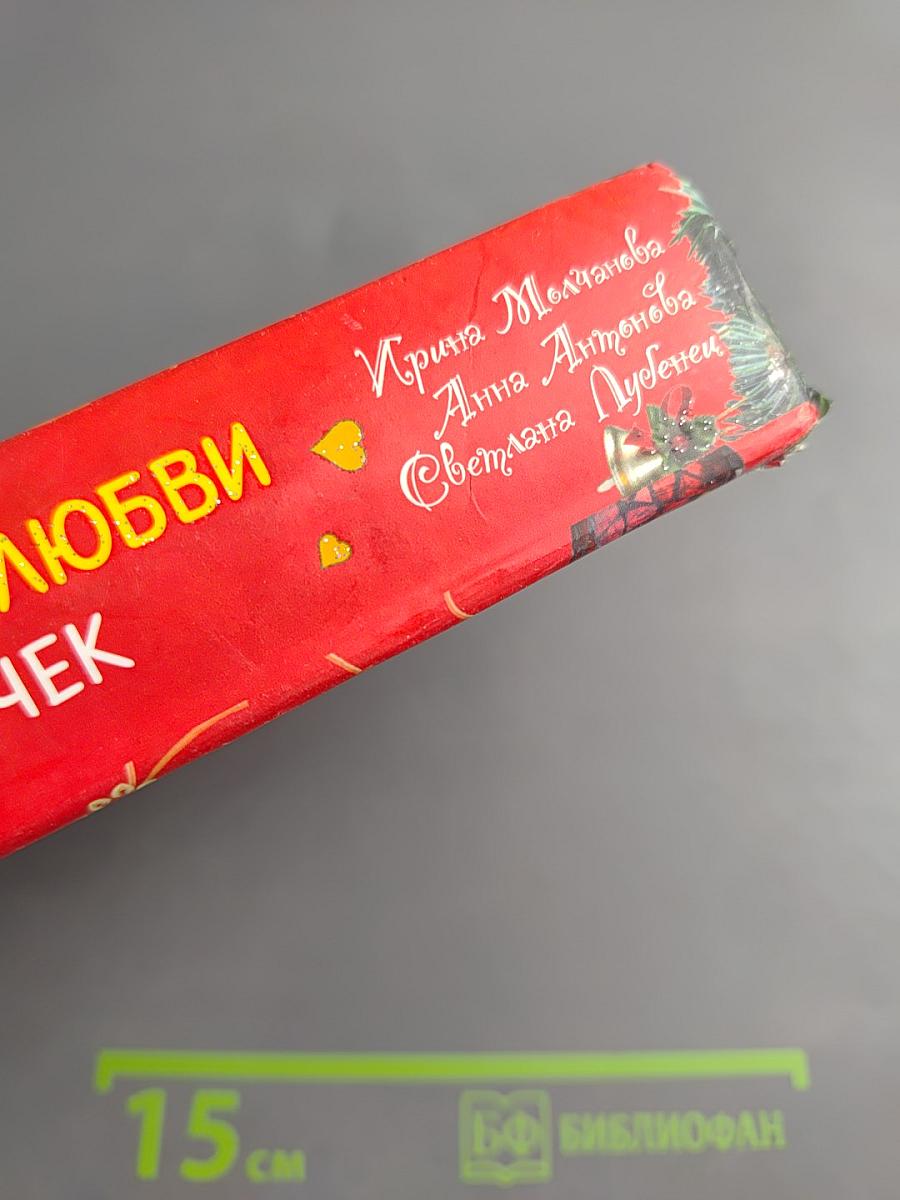 Ирина Молчанова
Анна Антонова
Светлана Лубенец
ЛЮБВИ
ЧЕК
15 см
БФ БИБЛИОФАН